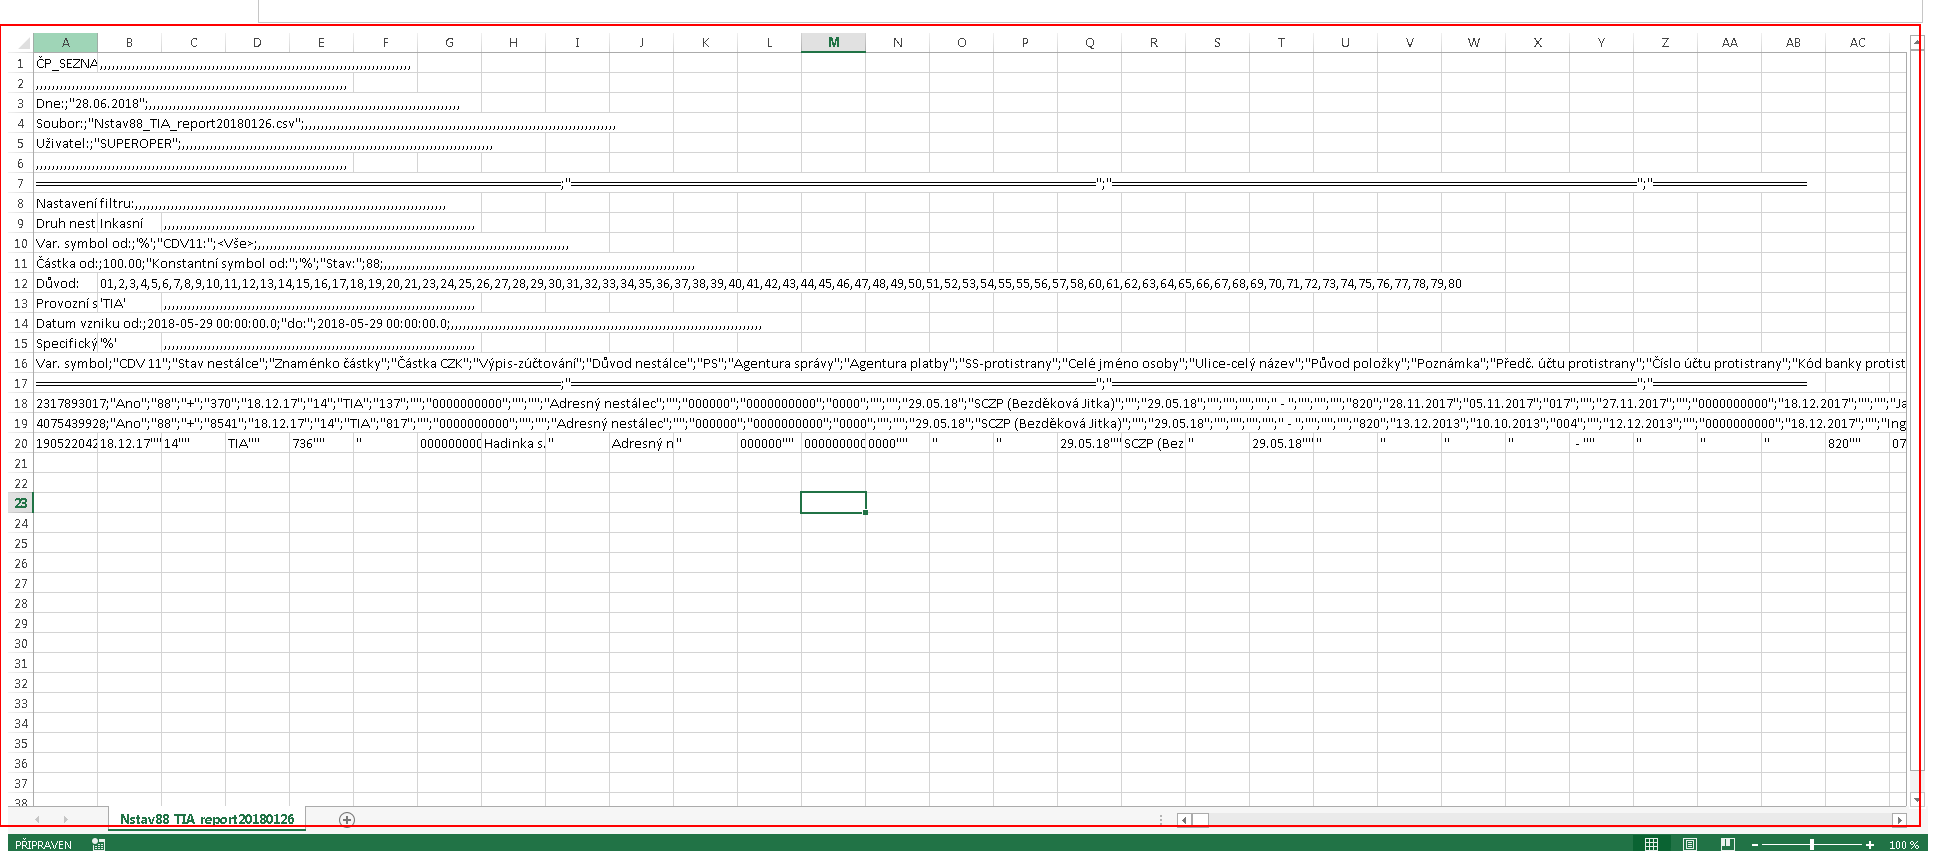 A B C D E F G H I J K L M N O P Q R S T U V W X Y Z AA AB AC
1 ČP_SEZNA ,,,,,,,,,,,,,,,,,,,,,,,,,,,,,,,,,,,,,,,,,,,,,,,,,,,,,,,,,,,,,,,,,,,,,,,,,,,,,,
2 ,,,,,,,,,,,,,,,,,,,,,,,,,,,,,,,,,,,,,,,,,,,,,,,,,,,,,,,,,,,,,,,,,,,,,,,,,,,,,,
3 Dne:;"28.06.2018";,,,,,,,,,,,,,,,,,,,,,,,,,,,,,,,,,,,,,,,,,,,,,,,,,,,,,,,,,,,,,,,,,,,,,,,,,,,,,,
4 Soubor:;"Nstav88_TIA_report20180126.csv";,,,,,,,,,,,,,,,,,,,,,,,,,,,,,,,,,,,,,,,,,,,,,,,,,,,,,,,,,,,,,,,,,,,,,,,,,,,,,,
5 Uživatel:;"SUPEROPER";,,,,,,,,,,,,,,,,,,,,,,,,,,,,,,,,,,,,,,,,,,,,,,,,,,,,,,,,,,,,,,,,,,,,,,,,,,,,,,
6 ,,,,,,,,,,,,,,,,,,,,,,,,,,,,,,,,,,,,,,,,,,,,,,,,,,,,,,,,,,,,,,,,,,,,,,,,,,,,,,
7 ====================;"====================";"====================";"==========
8 Nastavení filtru:,,,,,,,,,,,,,,,,,,,,,,,,,,,,,,,,,,,,,,,,,,,,,,,,,,,,,,,,,,,,,,,,,,,,,,,,,,,,,,
9 Druh nest Inkasní ,,,,,,,,,,,,,,,,,,,,,,,,,,,,,,,,,,,,,,,,,,,,,,,,,,,,,,,,,,,,,,,,,,,,,,,,,,,,,,
10 Var. symbol od:;'%';"CDV11:";<Vše>;,,,,,,,,,,,,,,,,,,,,,,,,,,,,,,,,,,,,,,,,,,,,,,,,,,,,,,,,,,,,,,,,,,,,,,,,,,,,,,
11 Částka od:;100.00;"Konstantní symbol od:";'%';"Stav:";88;,,,,,,,,,,,,,,,,,,,,,,,,,,,,,,,,,,,,,,,,,,,,,,,,,,,,,,,,,,,,,,,,,,,,,,,,,,,,,,
12 Důvod: 01,2,3,4,5,6,7,8,9,10,11,12,13,14,15,16,17,18,19,20,21,23,24,25,26,27,28,29,30,31,32,33,34,35,36,37,38,39,40,41,42,43,44,45,46,47,48,49,50,51,52,53,54,55,55,56,57,58,60,61,62,63,64,65,66,67,68,69,70,71,72,73,74,75,76,77,78,79,80
13 Provozní s 'TIA' ,,,,,,,,,,,,,,,,,,,,,,,,,,,,,,,,,,,,,,,,,,,,,,,,,,,,,,,,,,,,,,,,,,,,,,,,,,,,,,
14 Datum vzniku od:;2018-05-29 00:00:00.0;"do:";2018-05-29 00:00:00.0;,,,,,,,,,,,,,,,,,,,,,,,,,,,,,,,,,,,,,,,,,,,,,,,,,,,,,,,,,,,,,,,,,,,,,,,,,,,,,,
15 Specifický '%' ,,,,,,,,,,,,,,,,,,,,,,,,,,,,,,,,,,,,,,,,,,,,,,,,,,,,,,,,,,,,,,,,,,,,,,,,,,,,,,
16 Var. symbol;"CDV 11";"Stav nestálce";"Znaménko částky";"Částka CZK";"Výpis-zúčtování";"Důvod nestálce";"PS";"Agentura správy";"Agentura platby";"SS-protistrany";"Celé jméno osoby";"Ulice-celý název";"Původ položky";"Poznámka";"Předč. účtu protistrany";"Číslo účtu protistrany";"Kód banky protist
17 ====================;"====================";"====================";"==========
18 2317893017;"Ano";"88";"+";"370";"18.12.17";"14";"TIA";"137";"";"0000000000";"";"";"Adresný nestálec";"";"000000";"0000000000";"0000";"";"";"29.05.18";"SCZP (Bezděková Jitka)";"";"29.05.18";"";"";"";"";" - ";"";"";"";"820";"28.11.2017";"05.11.2017";"017";"";"27.11.2017";"";"0000000000";"18.12.2017";"";"";"Ja
19 4075439928;"Ano";"88";"+";"8541";"18.12.17";"14";"TIA";"817";"";"0000000000";"";"";"Adresný nestálec";"";"000000";"0000000000";"0000";"";"";"29.05.18";"SCZP (Bezděková Jitka)";"";"29.05.18";"";"";"";"";" - ";"";"";"";"820";"13.12.2013";"10.10.2013";"004";"";"12.12.2013";"";"0000000000";"18.12.2017";"";"";"Ing
20 190522042 18.12.17"" 14"" TIA"" 736"" " 000000000 Hadinka s. " Adresný n " 000000"" 000000000 0000"" " " 29.05.18"" SCZP (Bez " 29.05.18"" " " " " - "" " " " 820"" 07
21
22
23
24
25
26
27
28
29
30
31
32
33
34
35
36
37
38
Nstav88_TIA_report20180126
PŘIPRAVEN 100 %